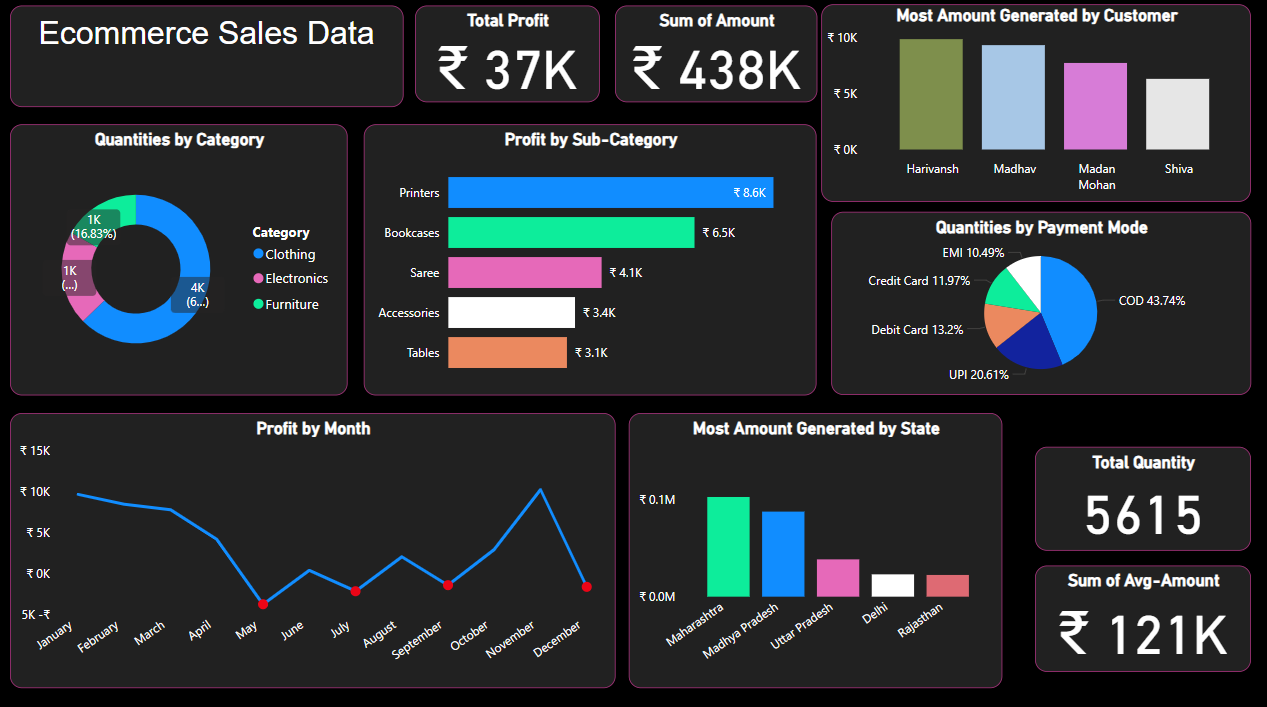 Ecommerce Sales Data
Total Profit
₹ 37K
Sum of Amount
₹ 438K
Most Amount Generated by Customer
₹ 10K
₹ 5K
₹ 0K
Harivansh
Madhav
Madan
Mohan
Shiva
Quantities by Category
1K
(16.83%)
1K
(...)
4K
(6...)
Category
Clothing
Electronics
Furniture
Profit by Sub-Category
Printers
₹ 8.6K
Bookcases
₹ 6.5K
Saree
₹ 4.1K
Accessories
₹ 3.4K
Tables
₹ 3.1K
Quantities by Payment Mode
EMI 10.49%
Credit Card 11.97%
COD 43.74%
Debit Card 13.2%
UPI 20.61%
Profit by Month
₹ 15K
₹ 10K
₹ 5K
₹ 0K
5K -₹
January
February
March
April
May
June
July
August
September
October
November
December
Most Amount Generated by State
₹ 0.1M
₹ 0.0M
Maharashtra
Madhya Pradesh
Uttar Pradesh
Delhi
Rajasthan
Total Quantity
5615
Sum of Avg-Amount
₹ 121K